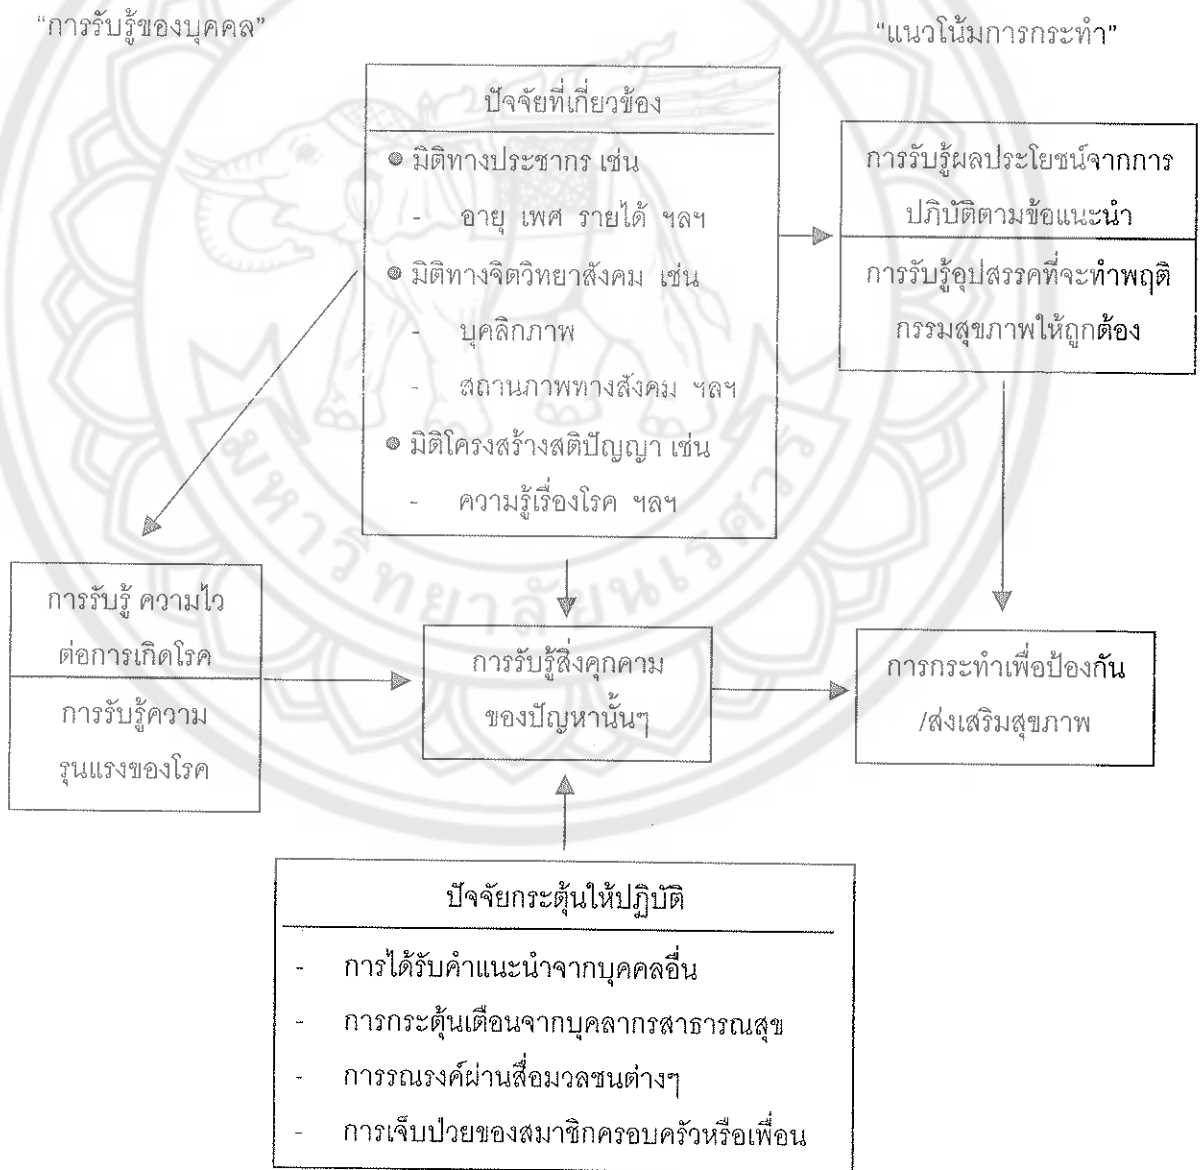 “การรับรู้ของบุคคล”
“แนวโน้มการกระทำ”
ปัจจัยที่เกี่ยวข้อง
● มิติทางประชากร เช่น
- อายุ เพศ รายได้ ฯลฯ
● มิติทางจิตวิทยาสังคม เช่น
- บุคลิกภาพ
- สถานภาพทางสังคม ฯลฯ
● มิติโครงสร้างสติปัญญา เช่น
- ความรู้เรื่องโรค ฯลฯ
การรับรู้ผลประโยชน์จากการ
ปภิบัติตามข้อแนะนำ
การรับรู้อุปสรรคที่จะทำพฤติ
กรรมสุขภาพให้ถูกต้อง
มหาวิทยาลัยนเรศวร
การรับรู้ ความไว
ต่อการเกิดโรค
การรับรู้ความ
รุนแรงของโรค
การรับรู้สิ่งคุกคาม
ของปัญหานั้นๆ
การกระทำเพื่อป้องกัน
/ส่งเสริมสุขภาพ
ปัจจัยกระตุ้นให้ปฏิบัติ
- การได้รับคำแนะนำจากบุคคลอื่น
- การกระตุ้นเตือนจากบุคลากรสาธารณสุข
- การรณรงค์ผ่านสื่อมวลชนต่างๆ
- การเจ็บป่วยของสมาชิกครอบครัวหรือเพื่อน